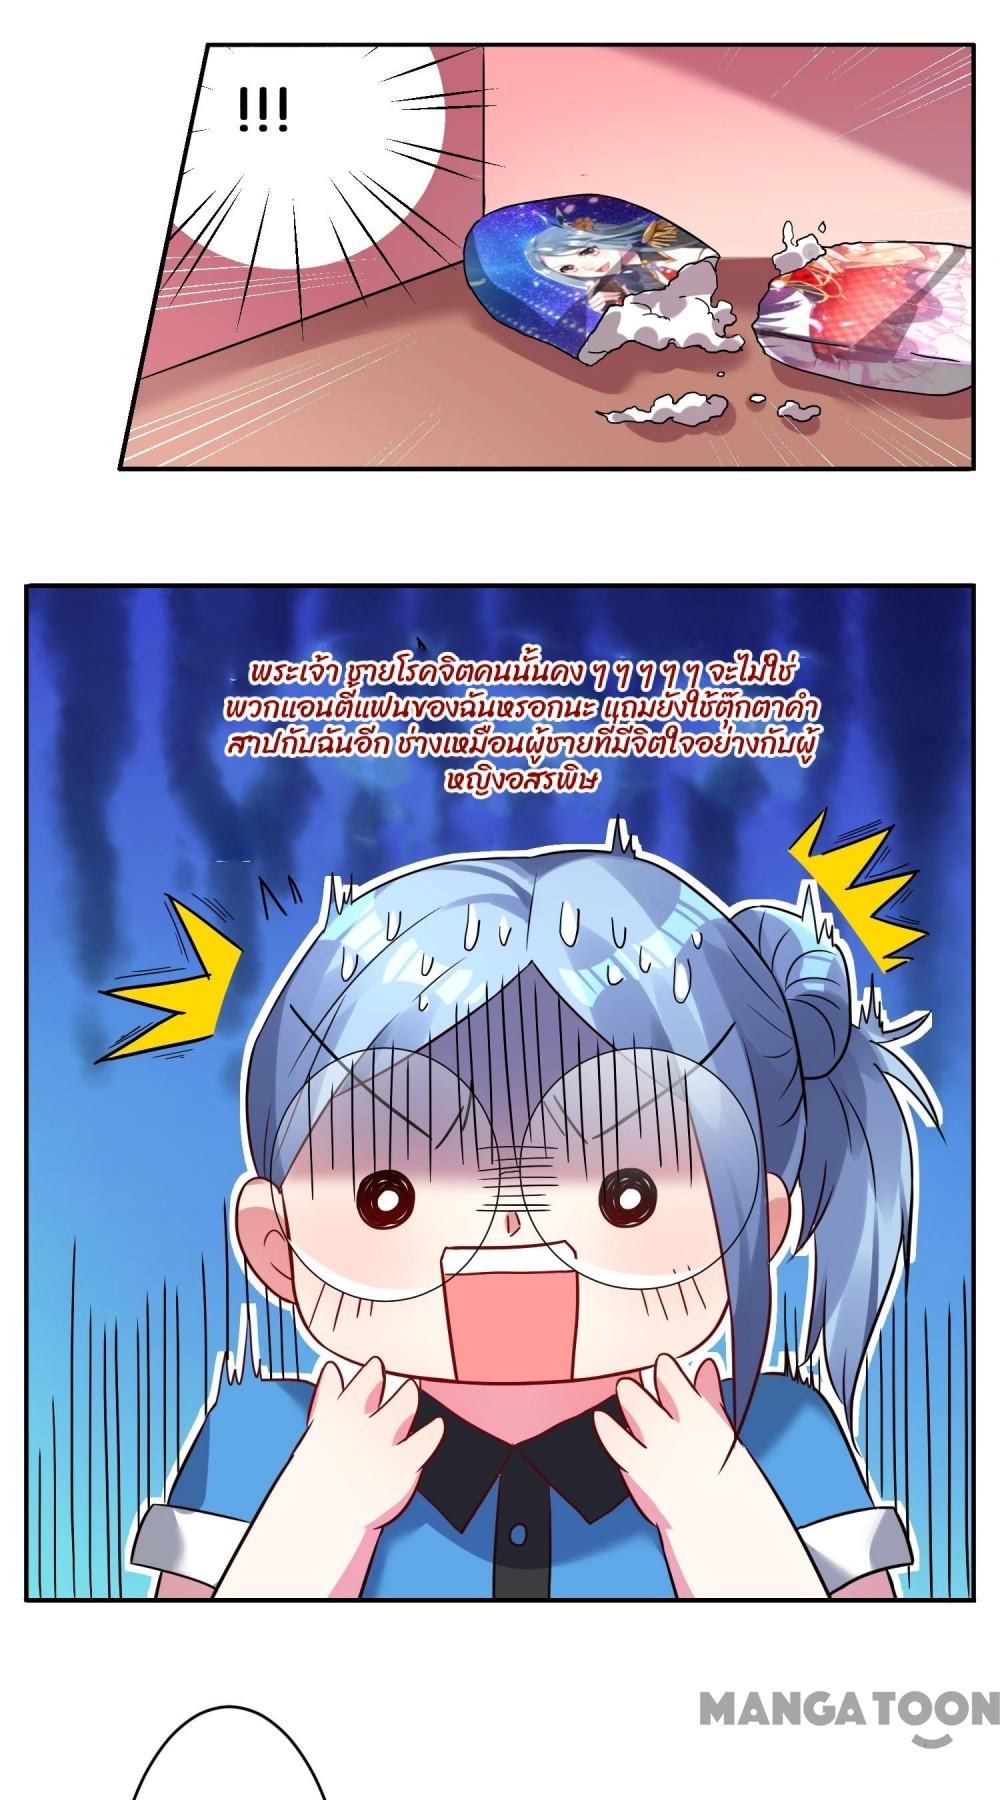 !!!
พระเจ้า ชายโรคจิตคนนั้นคง ๆ ๆ ๆ ๆ ๆ จะไม่ใช่
พวกแอนตี้แฟนของฉันหรอกนะ แถมยังใช้ตุ๊กตาคำ
สาปกับฉันอีก ช่างเหมือนผู้ชายที่มีจิตใจอย่างกับผู้
หญิงอสรพิษ
MANGA TOON